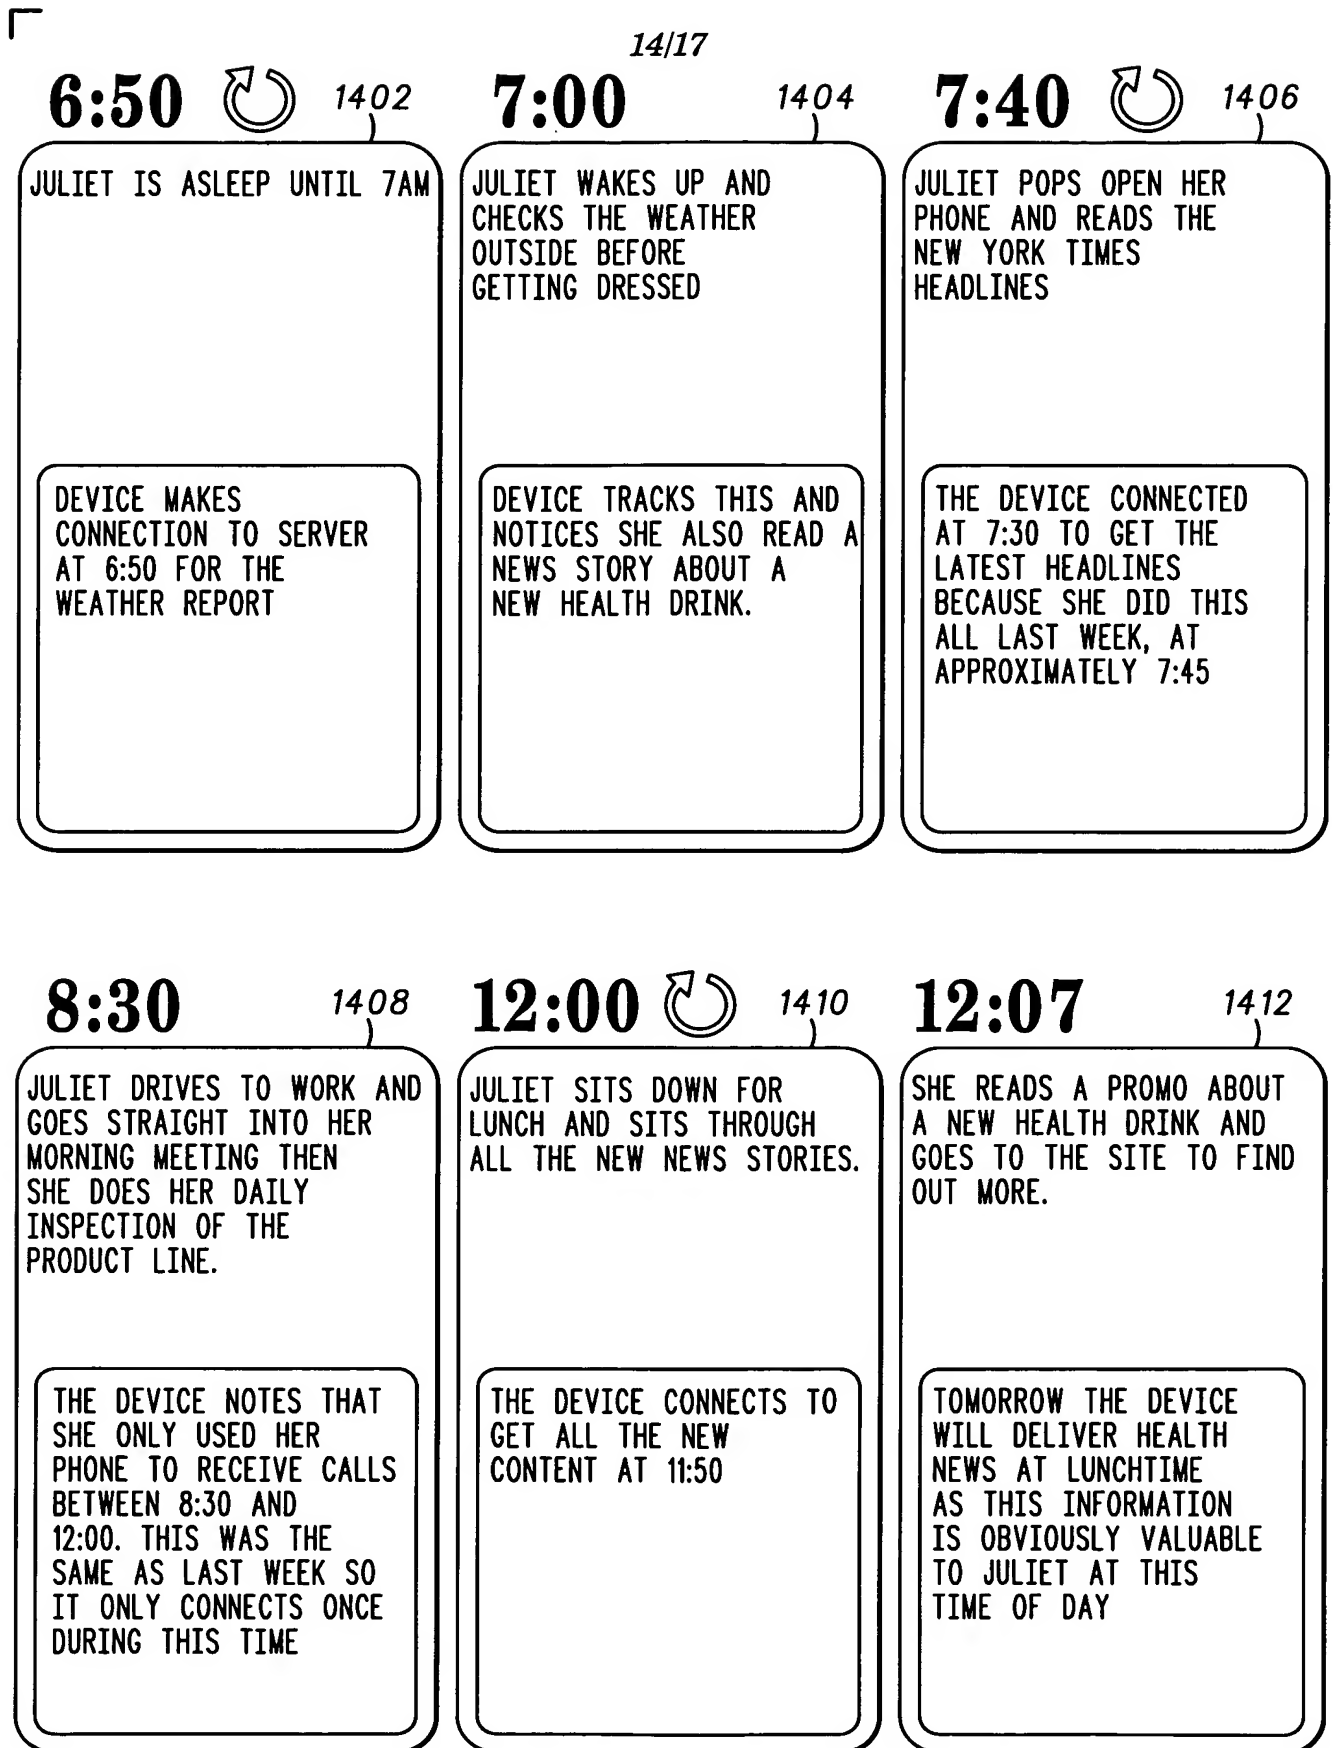 14/17
6:50 1402
JULIET IS ASLEEP UNTIL 7AM
DEVICE MAKES
CONNECTION TO SERVER
AT 6:50 FOR THE
WEATHER REPORT
7:00 1404
JULIET WAKES UP AND
CHECKS THE WEATHER
OUTSIDE BEFORE
GETTING DRESSED
DEVICE TRACKS THIS AND
NOTICES SHE ALSO READ A
NEWS STORY ABOUT A
NEW HEALTH DRINK.
7:40 1406
JULIET POPS OPEN HER
PHONE AND READS THE
NEW YORK TIMES
HEADLINES
THE DEVICE CONNECTED
AT 7:30 TO GET THE
LATEST HEADLINES
BECAUSE SHE DID THIS
ALL LAST WEEK, AT
APPROXIMATELY 7:45
8:30 1408
JULIET DRIVES TO WORK AND
GOES STRAIGHT INTO HER
MORNING MEETING THEN
SHE DOES HER DAILY
INSPECTION OF THE
PRODUCT LINE.
THE DEVICE NOTES THAT
SHE ONLY USED HER
PHONE TO RECEIVE CALLS
BETWEEN 8:30 AND
12:00. THIS WAS THE
SAME AS LAST WEEK SO
IT ONLY CONNECTS ONCE
DURING THIS TIME
12:00 1410
JULIET SITS DOWN FOR
LUNCH AND SITS THROUGH
ALL THE NEW NEWS STORIES.
THE DEVICE CONNECTS TO
GET ALL THE NEW
CONTENT AT 11:50
12:07 1412
SHE READS A PROMO ABOUT
A NEW HEALTH DRINK AND
GOES TO THE SITE TO FIND
OUT MORE.
TOMORROW THE DEVICE
WILL DELIVER HEALTH
NEWS AT LUNCHTIME
AS THIS INFORMATION
IS OBVIOUSLY VALUABLE
TO JULIET AT THIS
TIME OF DAY